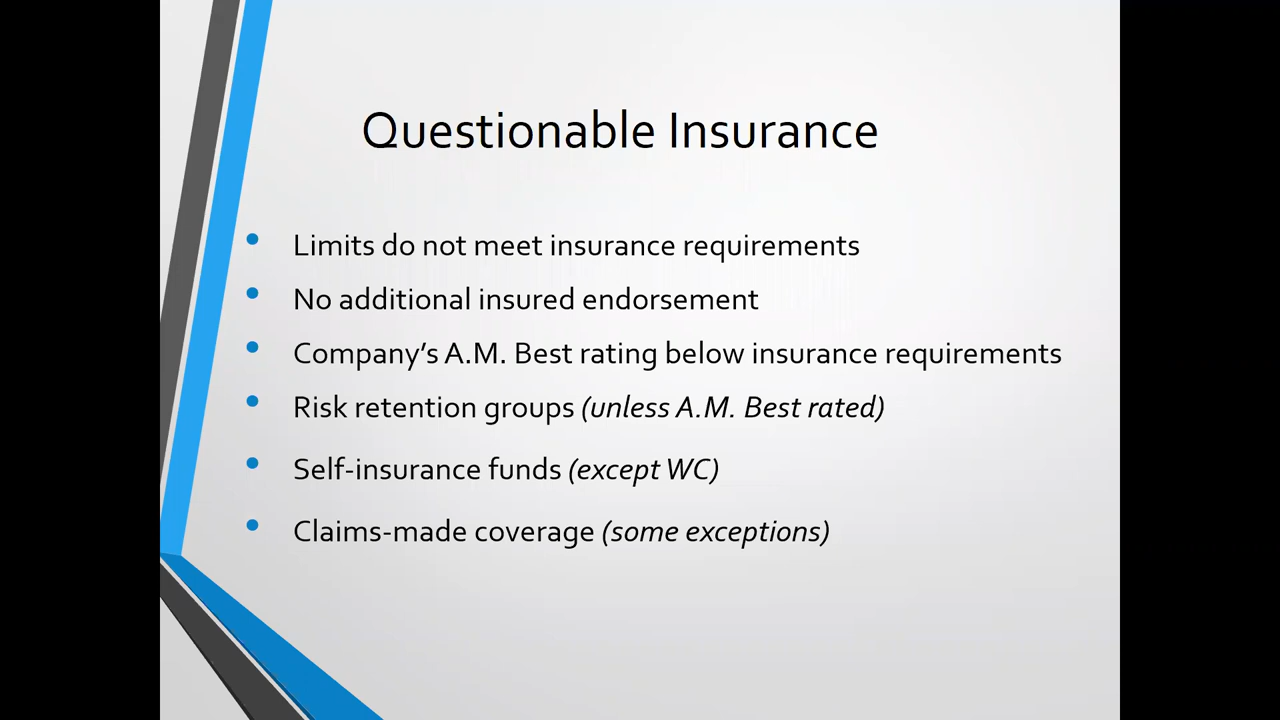 Questionable Insurance
• Limits do not meet insurance requirements
• No additional insured endorsement
• Company’s A.M. Best rating below insurance requirements
• Risk retention groups (unless A.M. Best rated)
• Self-insurance funds (except WC)
• Claims-made coverage (some exceptions)